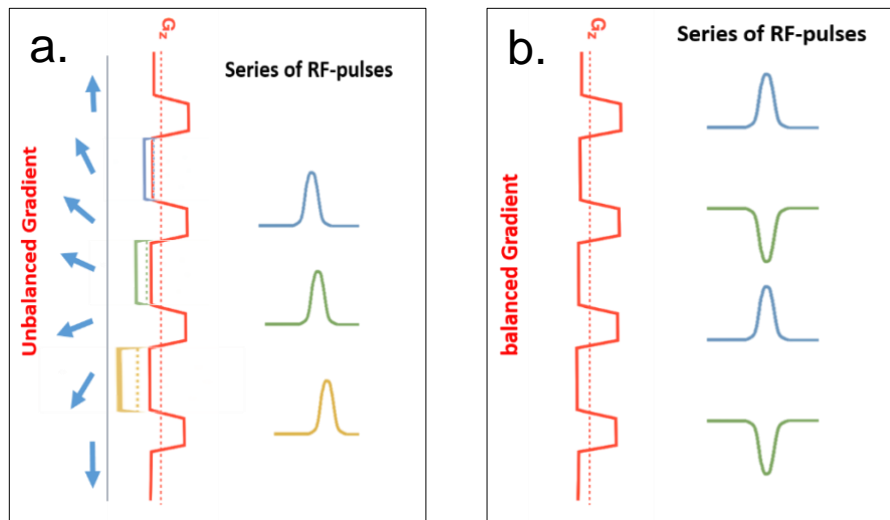 a.
Gz
Series of RF-pulses
Unbalanced Gradient
b.
Gz
Series of RF-pulses
balanced Gradient